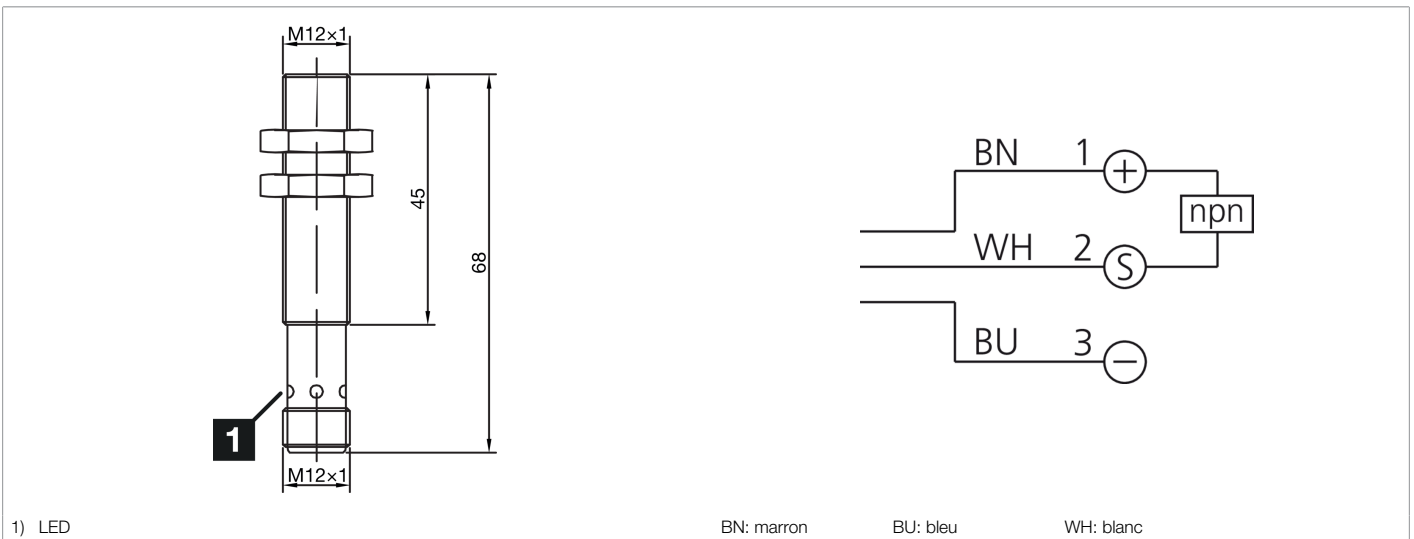 M12×1
45
68
1
M12×1
BN 1 +
npn
WH 2 S
BU 3 −
1) LED
BN: marron BU: bleu WH: blanc